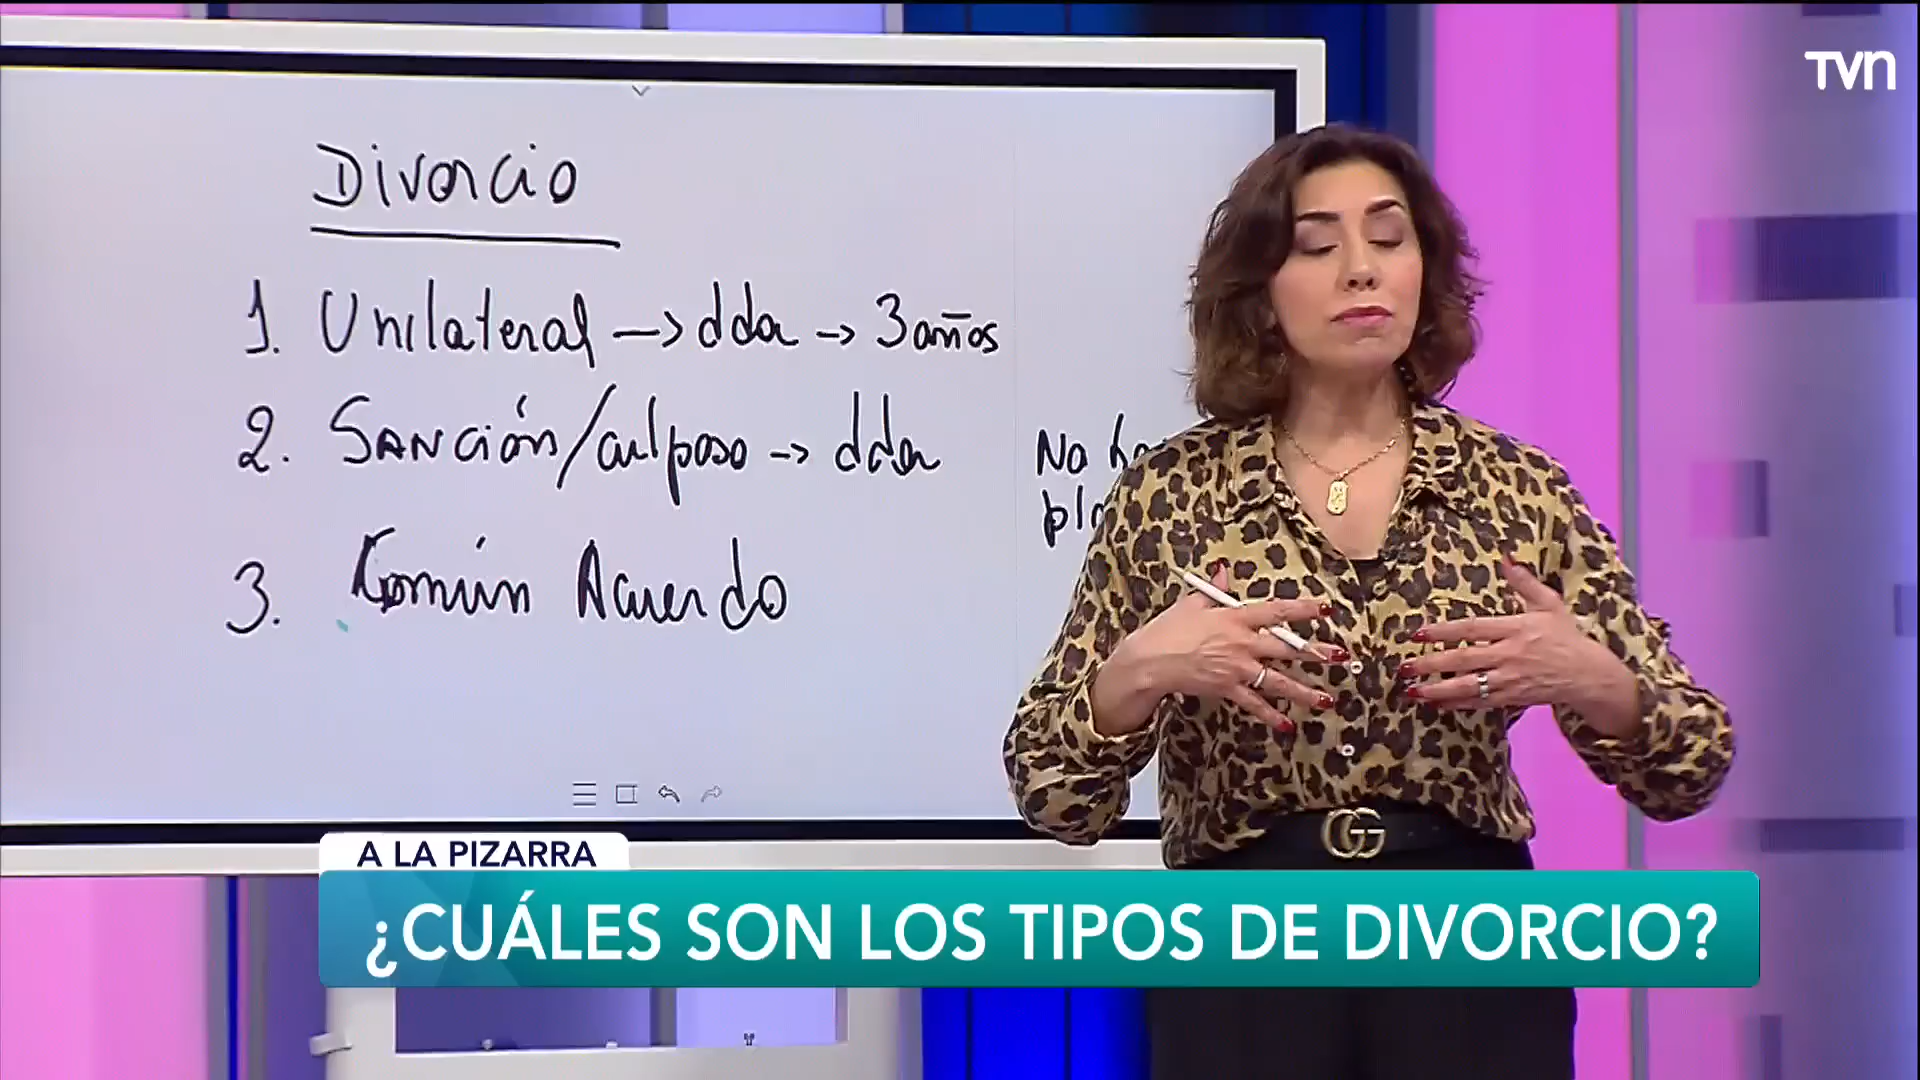 TVN
Divorcio
1. Unilateral → dda → 3 años
2. Sanción/culposo → dda
No
3. Común Acuerdo
A LA PIZARRA
¿CUÁLES SON LOS TIPOS DE DIVORCIO?
GG